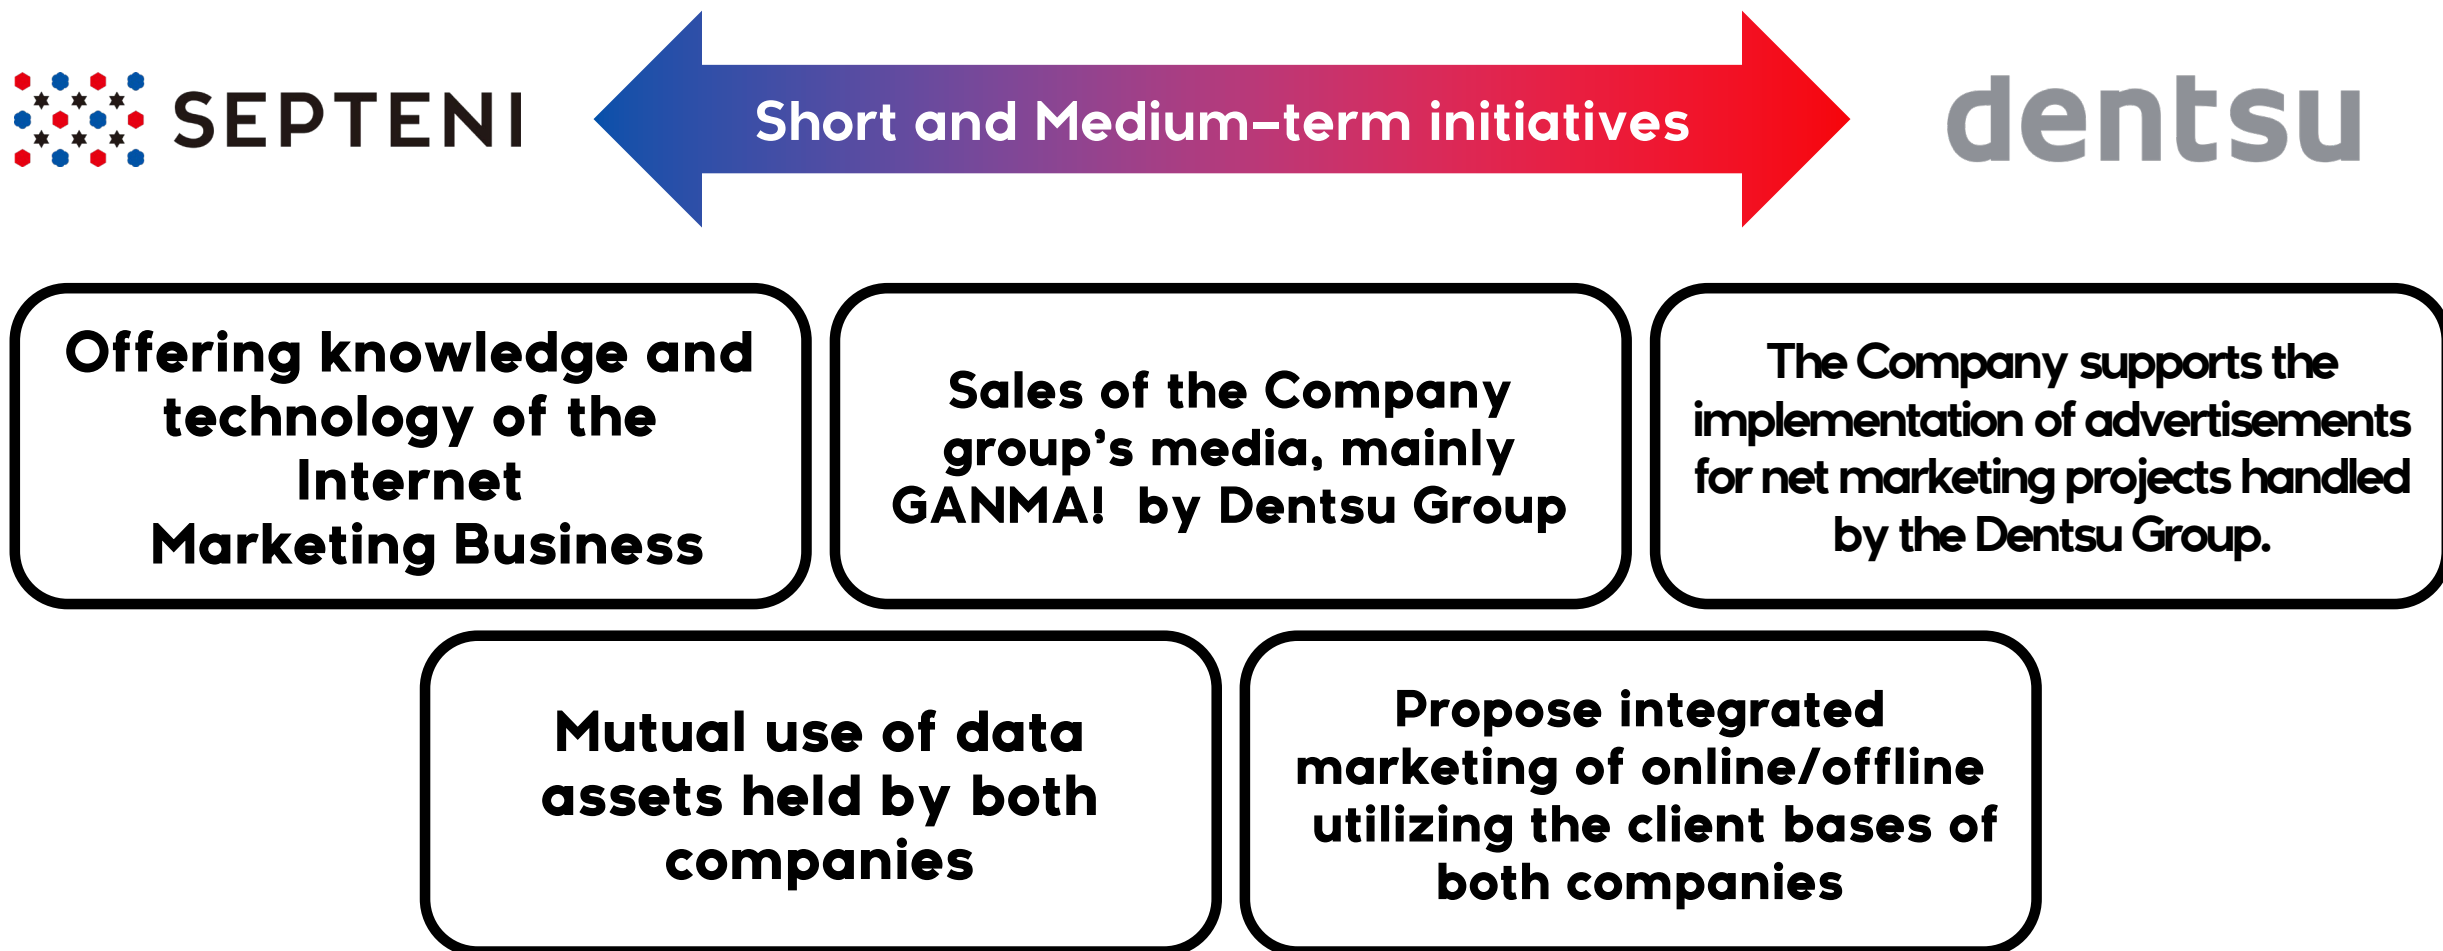 SEPTENI
Short and Medium-term initiatives
dentsu
Offering knowledge and
technology of the
Internet
Marketing Business
Sales of the Company
group's media, mainly
GANMA! by Dentsu Group
The Company supports the
implementation of advertisements
for net marketing projects handled
by the Dentsu Group.
Mutual use of data
assets held by both
companies
Propose integrated
marketing of online/offline
utilizing the client bases of
both companies